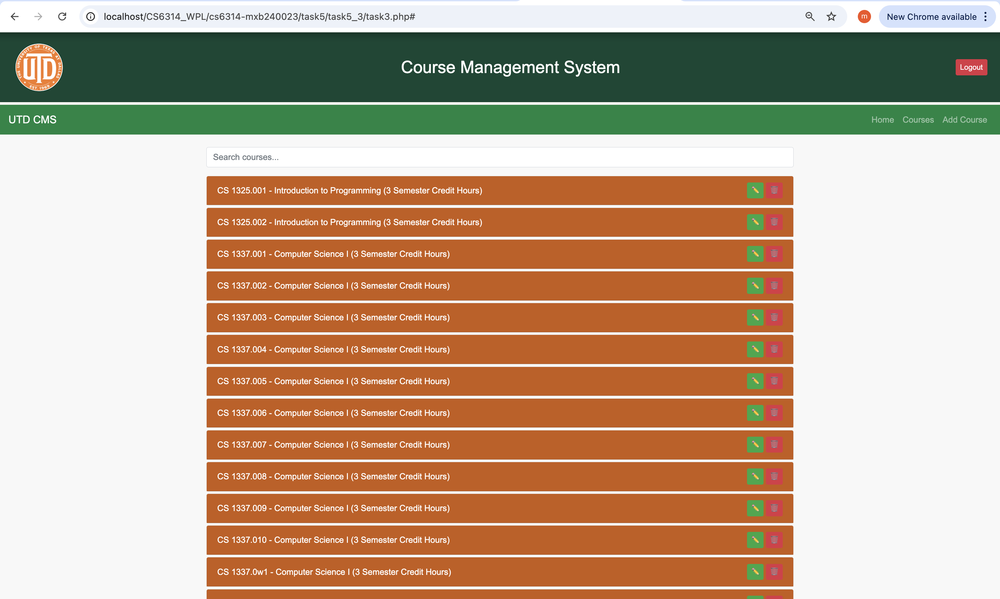 localhost/CS6314_WPL/cs6314-mxb240023/task5/task5_3/task3.php#
m
New Chrome available
THE UNIVERSITY OF TEXAS AT DALLAS
UTD
EST. 1969
Course Management System
Logout
UTD CMS
Home Courses Add Course
Search courses...
CS 1325.001 - Introduction to Programming (3 Semester Credit Hours)
CS 1325.002 - Introduction to Programming (3 Semester Credit Hours)
CS 1337.001 - Computer Science I (3 Semester Credit Hours)
CS 1337.002 - Computer Science I (3 Semester Credit Hours)
CS 1337.003 - Computer Science I (3 Semester Credit Hours)
CS 1337.004 - Computer Science I (3 Semester Credit Hours)
CS 1337.005 - Computer Science I (3 Semester Credit Hours)
CS 1337.006 - Computer Science I (3 Semester Credit Hours)
CS 1337.007 - Computer Science I (3 Semester Credit Hours)
CS 1337.008 - Computer Science I (3 Semester Credit Hours)
CS 1337.009 - Computer Science I (3 Semester Credit Hours)
CS 1337.010 - Computer Science I (3 Semester Credit Hours)
CS 1337.0w1 - Computer Science I (3 Semester Credit Hours)